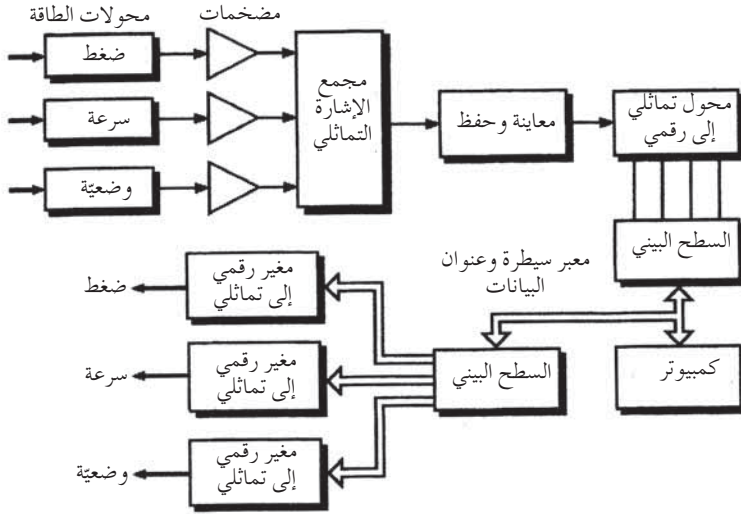 محولات الطاقة
مضخمات
ضغط
سرعة
وضعيّة
مجمع
الإشارة
التماثلي
معاينة وحفظ
محول تماثلي
إلى رقمي
السطح البيني
معبر سيطرة وعنوان
البيانات
كمبيوتر
السطح البيني
مغير رقمي
إلى تماثلي
ضغط
مغير رقمي
إلى تماثلي
سرعة
مغير رقمي
إلى تماثلي
وضعيّة